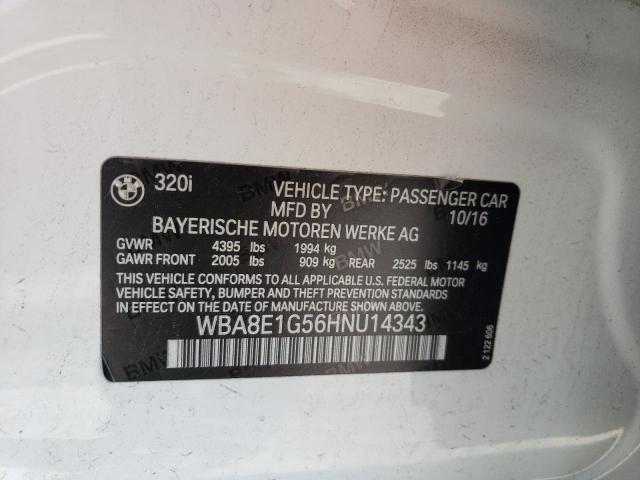 320i VEHICLE TYPE: PASSENGER CAR
MFD BY 10/16
BAYERISCHE MOTOREN WERKE AG
GVWR 4395 lbs 1994 kg
GAWR FRONT 2005 lbs 909 kg REAR 2525 lbs 1145 kg
THIS VEHICLE CONFORMS TO ALL APPLICABLE U.S. FEDERAL MOTOR
VEHICLE SAFETY, BUMPER AND THEFT PREVENTION STANDARDS
IN EFFECT ON THE DATE OF MANUFACTURE SHOWN ABOVE.
WBA8E1G56HNU14343
2 122 606